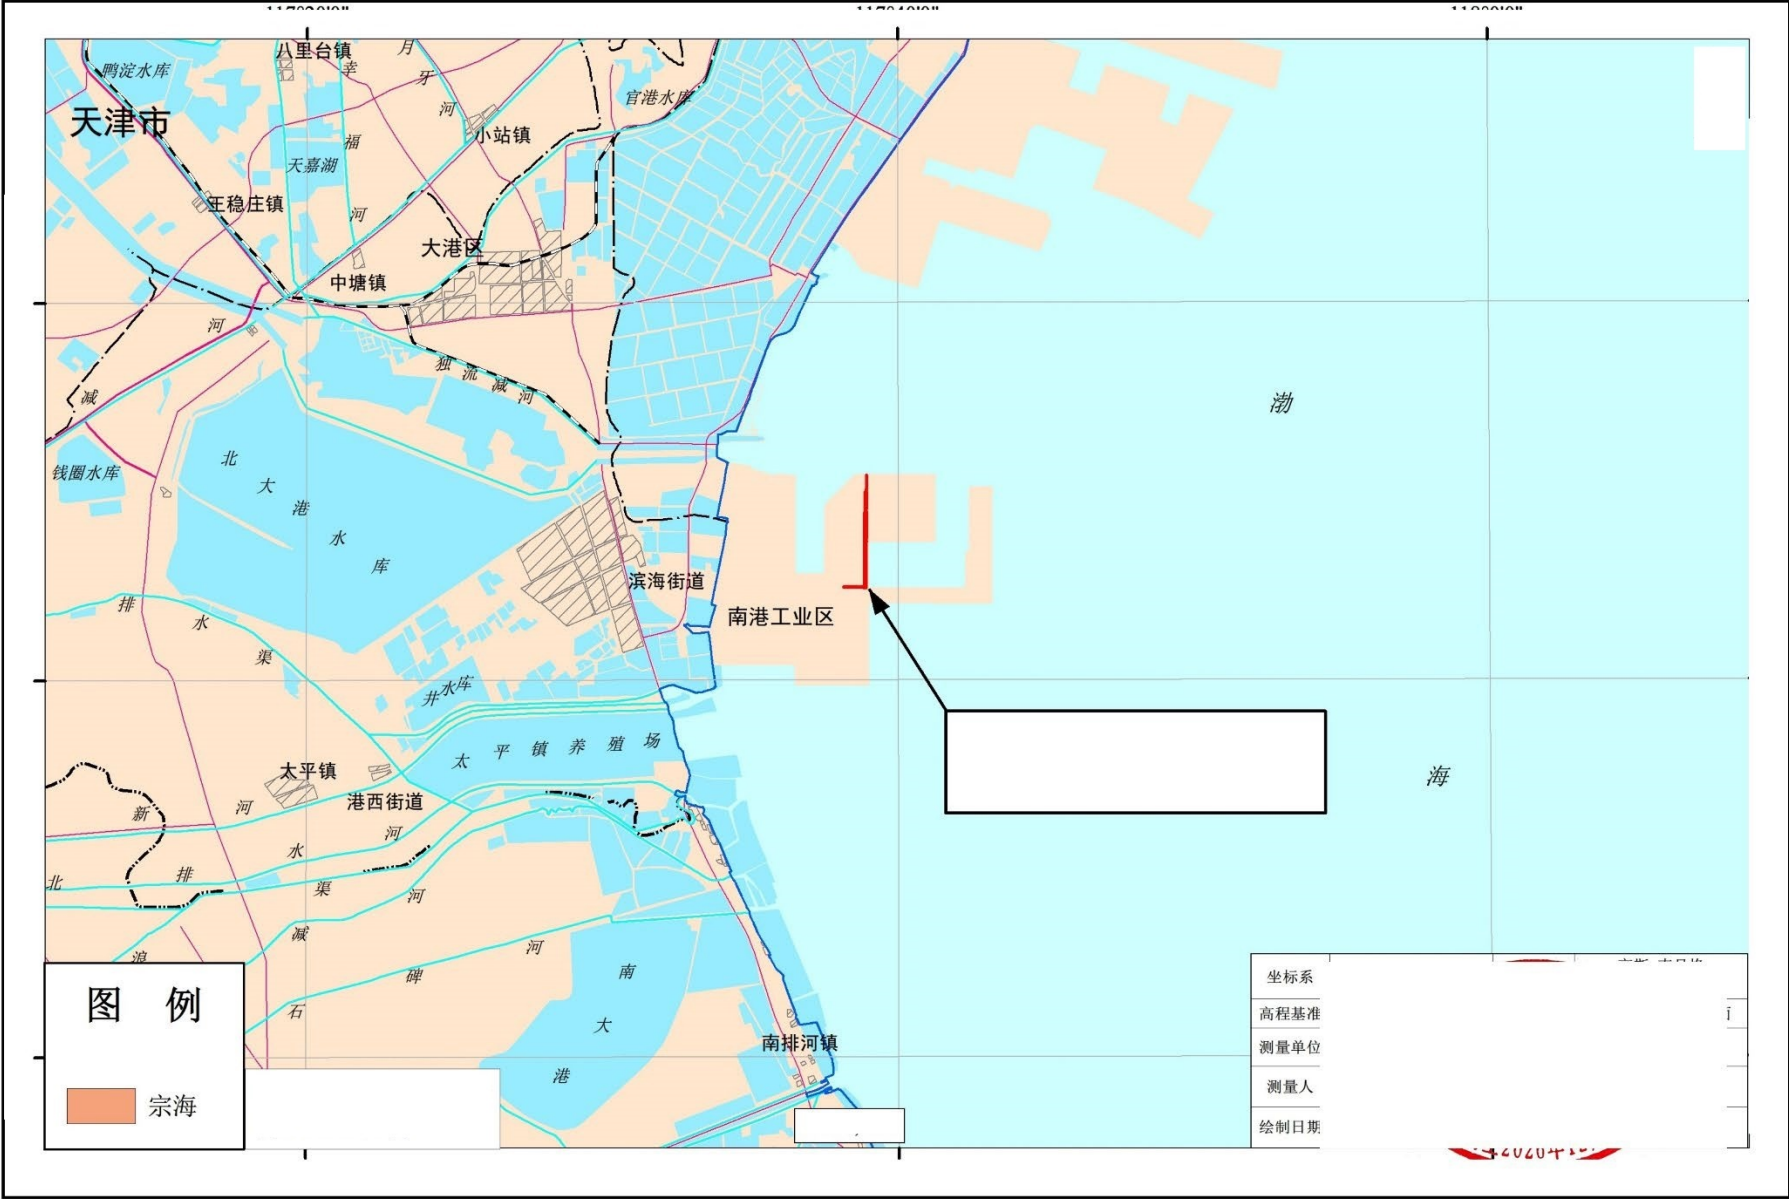 八里台镇
月
牙
河
幸
福
河
鸭淀水库
官港水库
天津市
小站镇
天嘉湖
王稳庄镇
大港区
中塘镇
河
减
独
流
减
河
渤
北
大
港
水
库
钱圈水库
滨海街道
南港工业区
排
水
渠
井水库
太
平
镇
养
殖
场
海
太平镇
港西街道
新
河
河
水
排
渠
北
河
减
河
浪
碑
石
南
大
港
南排河镇
图 例
宗海
坐标系
高程基准
测量单位
测量人
绘制日期